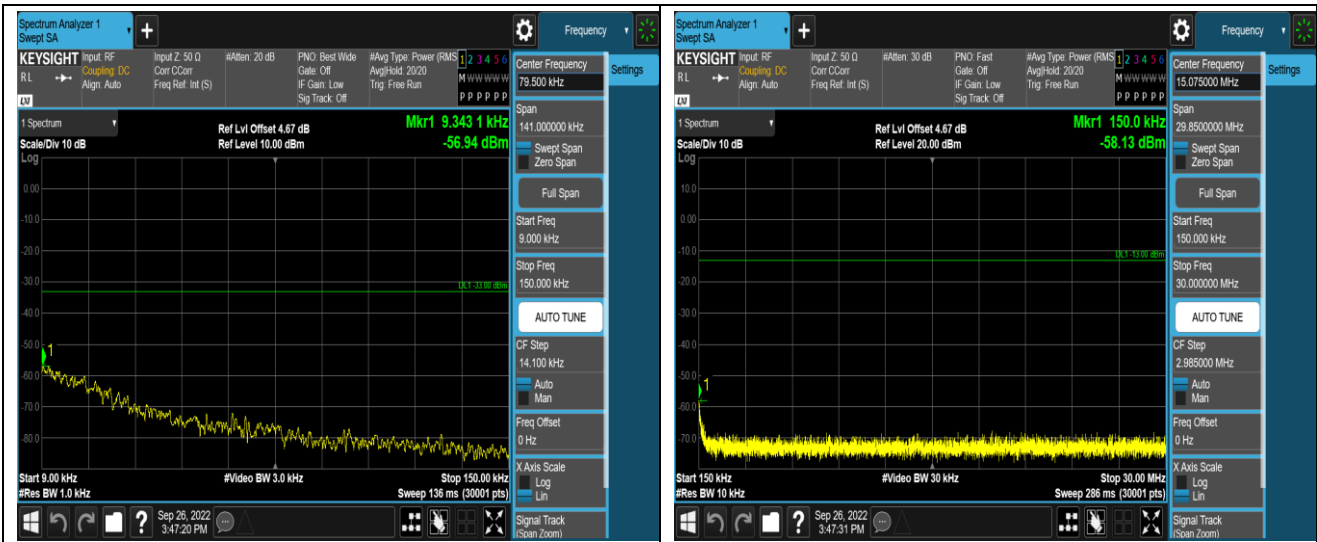 Spectrum Analyzer 1
Swept SA
+
Frequency
KEYSIGHT
RL
LXI
Input: RF
Coupling: DC
Align: Auto
Input Z: 50 Ω
Corr CCorr
Freq Ref: Int (S)
#Atten: 20 dB
PNO: Best Wide
Gate: Off
IF Gain: Low
Sig Track: Off
#Avg Type: Power (RMS
Avg|Hold: 20/20
Trig: Free Run
1 2 3 4 5 6
M W W W W W
P P P P P P
Center Frequency
79.500 kHz
Settings
Span
141.000000 kHz
Swept Span
Zero Span
Full Span
Start Freq
9.000 kHz
Stop Freq
150.000 kHz
AUTO TUNE
CF Step
14.100 kHz
Auto
Man
Freq Offset
0 Hz
X Axis Scale
Log
Lin
Signal Track
(Span Zoom)
1 Spectrum
Scale/Div 10 dB
Log
Ref Lvl Offset 4.67 dB
Ref Level 10.00 dBm
Mkr1 9.343 1 kHz
-56.94 dBm
0.00
-10.0
-20.0
-30.0
DL1 -33.00 dBm
-40.0
-50.0
1
-60.0
-70.0
-80.0
Start 9.00 kHz
#Video BW 3.0 kHz
Stop 150.00 kHz
#Res BW 1.0 kHz
Sweep 136 ms (30001 pts)
?
Sep 26, 2022
3:47:20 PM
Spectrum Analyzer 1
Swept SA
+
Frequency
KEYSIGHT
RL
LXI
Input: RF
Coupling: DC
Align: Auto
Input Z: 50 Ω
Corr CCorr
Freq Ref: Int (S)
#Atten: 30 dB
PNO: Fast
Gate: Off
IF Gain: Low
Sig Track: Off
#Avg Type: Power (RMS
Avg|Hold: 20/20
Trig: Free Run
1 2 3 4 5 6
M W W W W W
P P P P P P
Center Frequency
15.075000 MHz
Settings
Span
29.8500000 MHz
Swept Span
Zero Span
Full Span
Start Freq
150.000 kHz
Stop Freq
30.000000 MHz
AUTO TUNE
CF Step
2.985000 MHz
Auto
Man
Freq Offset
0 Hz
X Axis Scale
Log
Lin
Signal Track
(Span Zoom)
1 Spectrum
Scale/Div 10 dB
Log
Ref Lvl Offset 4.67 dB
Ref Level 20.00 dBm
Mkr1 150.0 kHz
-58.13 dBm
10.0
0.00
-10.0
DL1 -13.00 dBm
-20.0
-30.0
-40.0
-50.0
1
-60.0
-70.0
Start 150 kHz
#Video BW 30 kHz
Stop 30.00 MHz
#Res BW 10 kHz
Sweep 286 ms (30001 pts)
?
Sep 26, 2022
3:47:31 PM